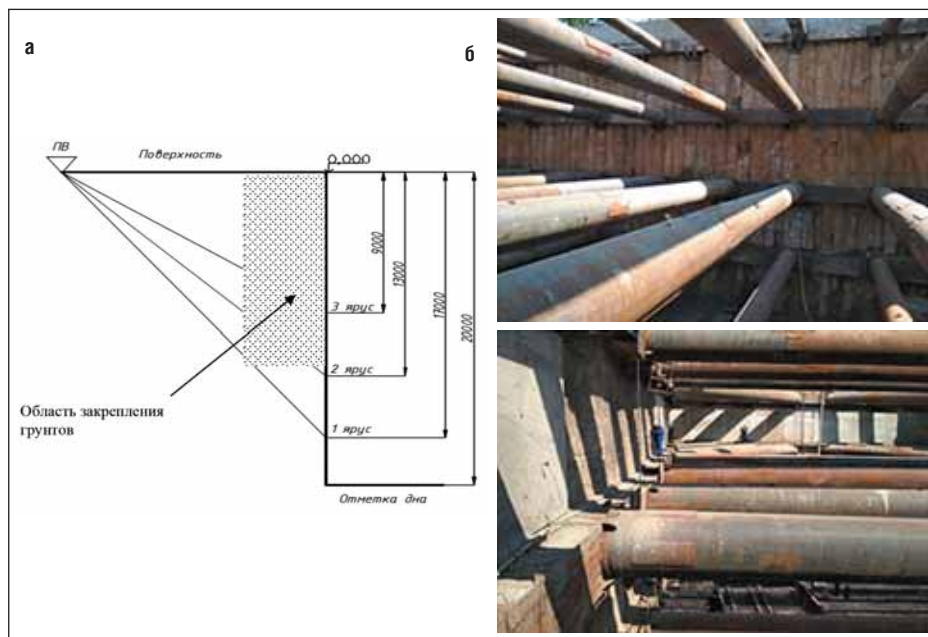 а
б
ПВ
Поверхность
0.000
9000
13000
17000
20000
3 ярус
2 ярус
1 ярус
Область закрепления
грунтов
Отметка дна